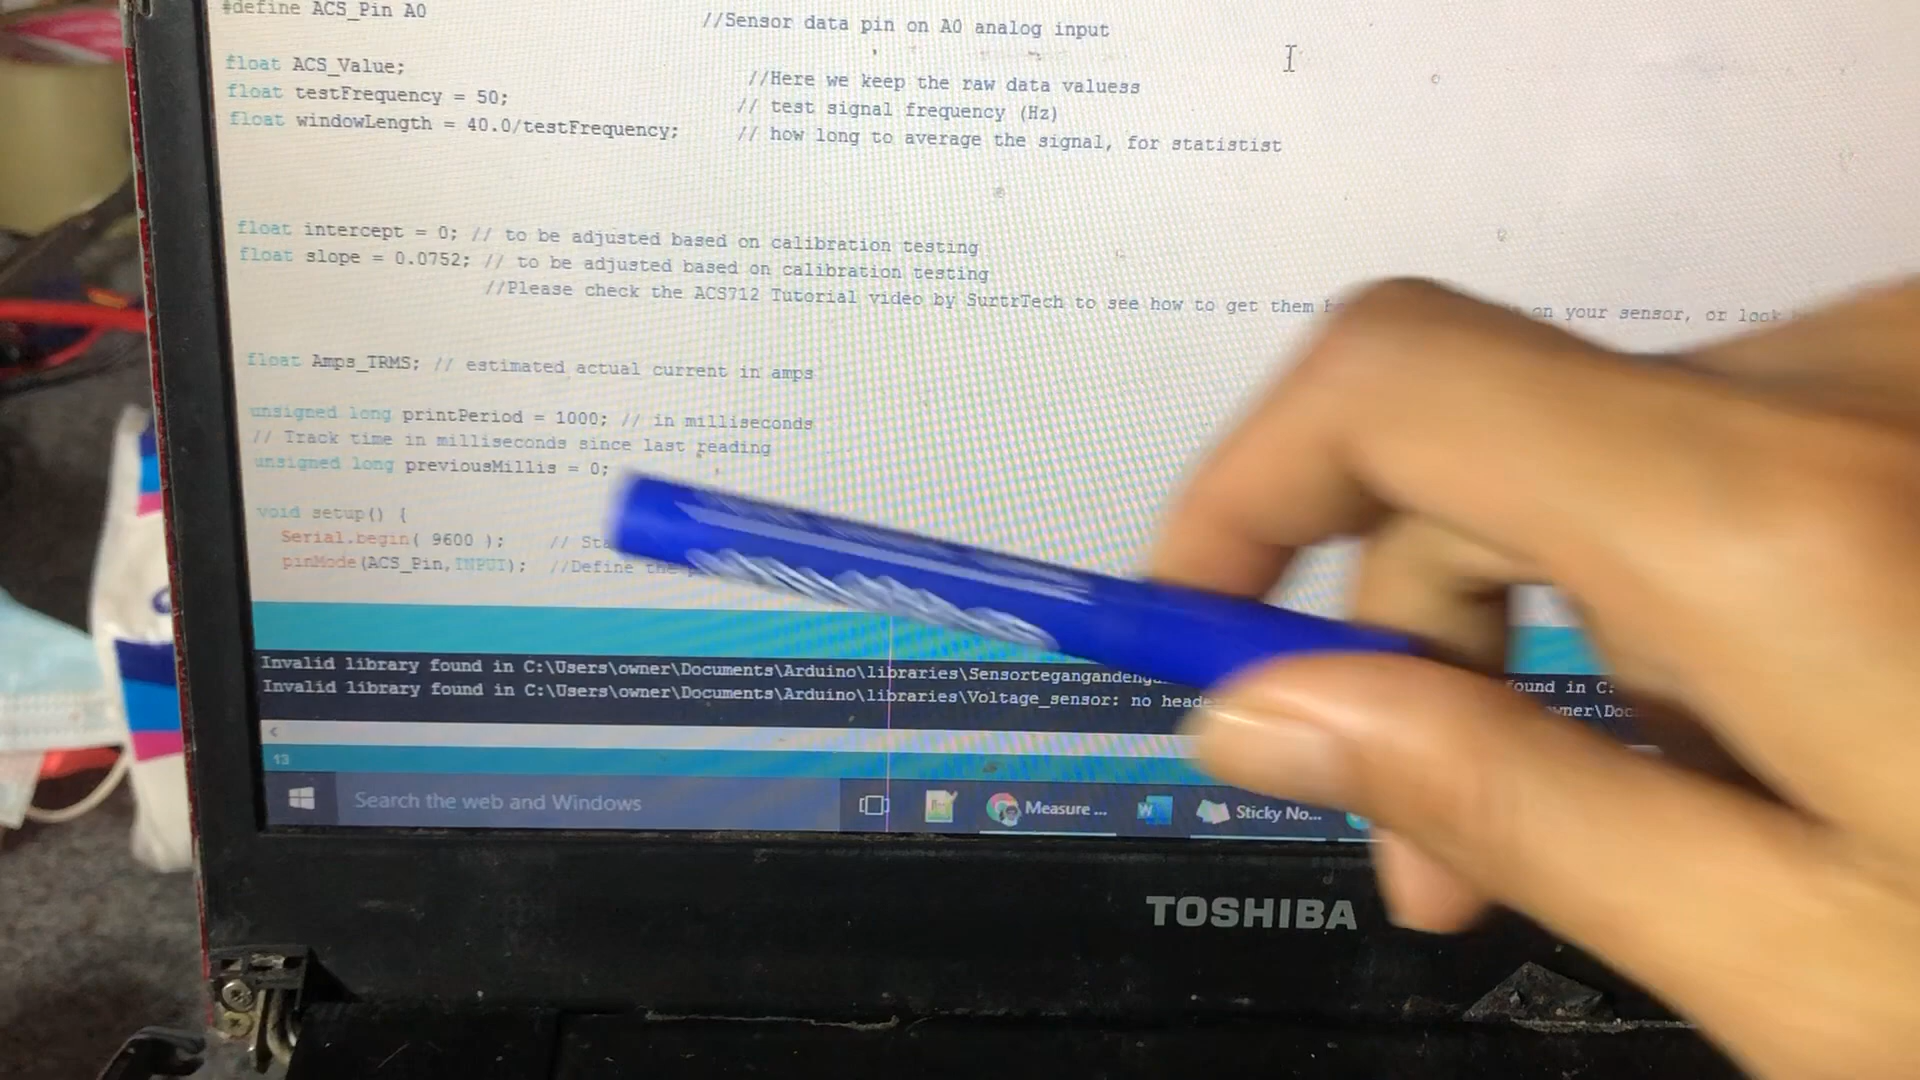 #define ACS_Pin A0 //Sensor data pin on A0 analog input
float ACS_Value; //Here we keep the raw data valuess
float testFrequency = 50; // test signal frequency (Hz)
float windowLength = 40.0/testFrequency; // how long to average the signal, for statistist
float intercept = 0; // to be adjusted based on calibration testing
float slope = 0.0752; // to be adjusted based on calibration testing
//Please check the ACS712 Tutorial video by SurtrTech to see how to get them on your sensor, or look
float Amps_TRMS; // estimated actual current in amps
unsigned long printPeriod = 1000; // in milliseconds
// Track time in milliseconds since last reading
unsigned long previousMillis = 0;
void setup() {
Serial.begin( 9600 ); //
pinMode(ACS_Pin,INPUT); //Define the
Invalid library found in C:\Users\owner\Documents\Arduino\libraries\ found in C:
Invalid library found in C:\Users\owner\Documents\Arduino\libraries\Voltage_sensor: no
<
13
Search the web and Windows
Measure ...
Sticky No...
TOSHIBA